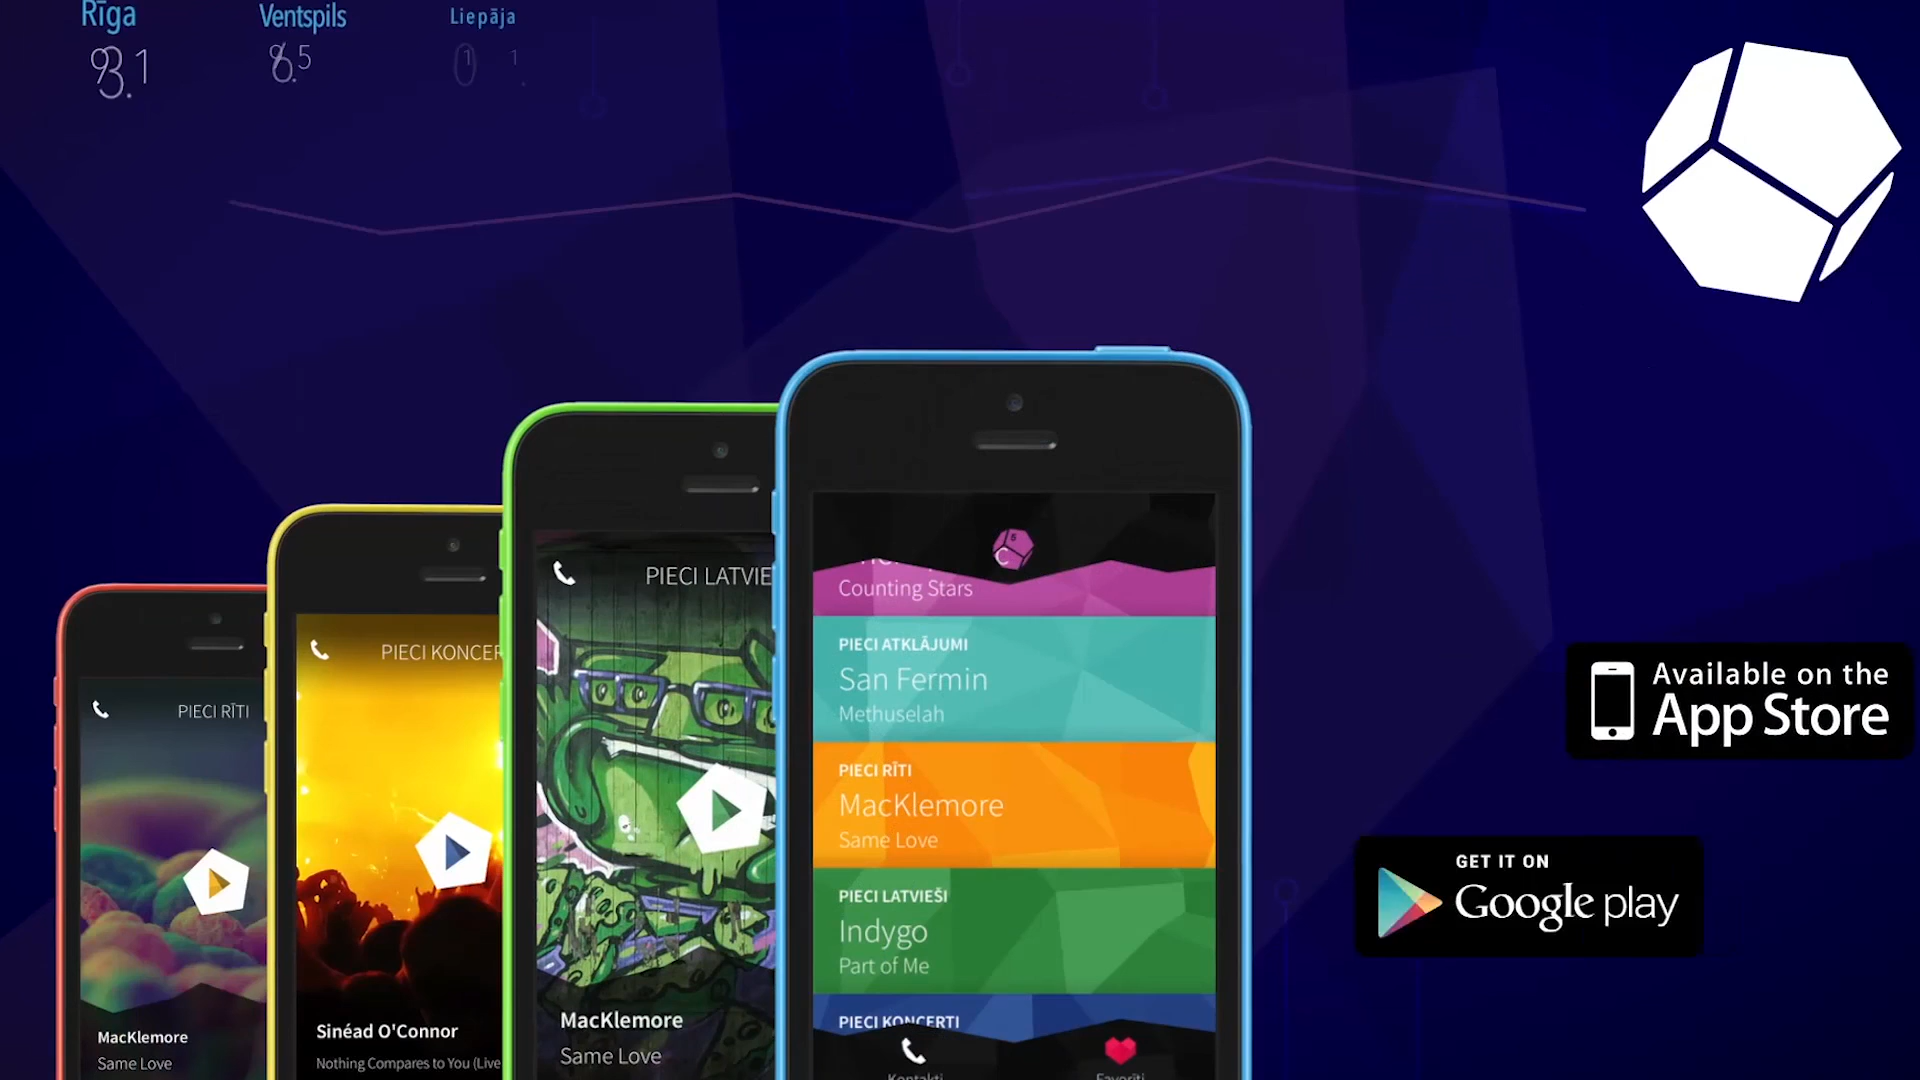 Rīga
Ventspils
Liepāja
93.1
PIECI RĪTI
MacKlemore
Same Love
PIECI KONCER
Sinéad O'Connor
Nothing Compares to You (Live
PIECI LATVIE
MacKlemore
Same Love
5
Counting Stars
PIECI ATKLĀJUMI
San Fermin
Methuselah
PIECI RĪTI
MacKlemore
Same Love
PIECI LATVIEŠI
Indygo
Part of Me
PIECI KONCERTI
Kontakti
Favorīti
Available on the
App Store
GET IT ON
Google play